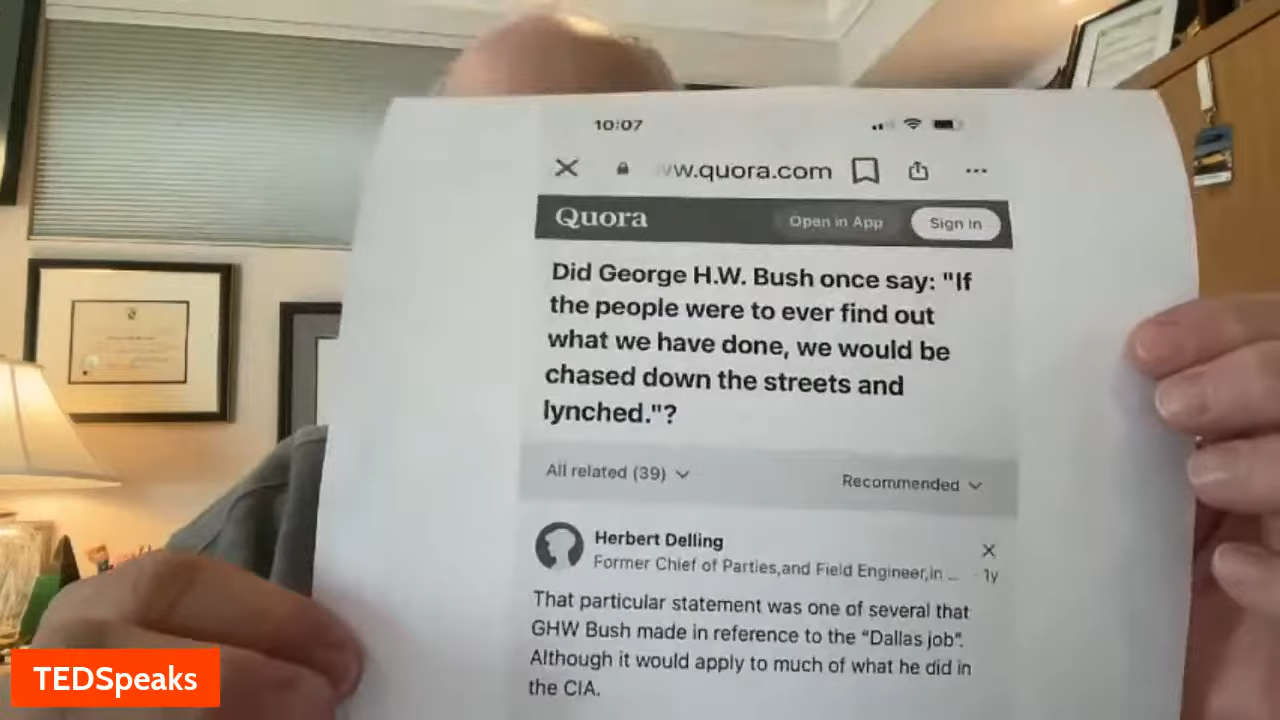 10:07
w.quora.com
Quora
Open in App
Sign In
Did George H.W. Bush once say: "If
the people were to ever find out
what we have done, we would be
chased down the streets and
lynched."?
All related (39)
Recommended
Herbert Delling
Former Chief of Parties,and Field Engineer,in ... · 1y
That particular statement was one of several that
GHW Bush made in reference to the "Dallas job".
Although it would apply to much of what he did in
the CIA.
TEDSpeaks